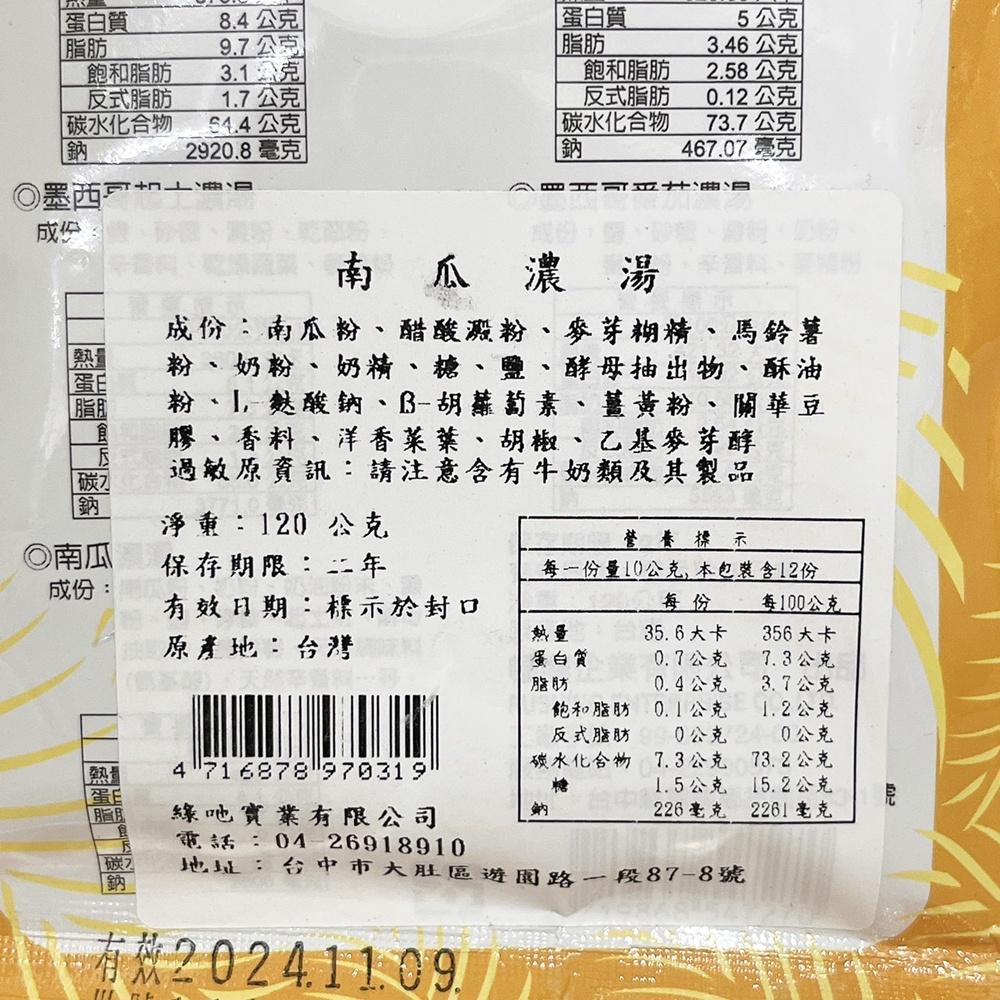 蛋白質 8.4 公克
脂肪 9.7 公克
飽和脂肪 3.1 公克
反式脂肪 1.7 公克
碳水化合物 64.4 公克
鈉 2920.8 毫克
蛋白質 5 公克
脂肪 3.46 公克
飽和脂肪 2.58 公克
反式脂肪 0.12 公克
碳水化合物 73.7 公克
鈉 467.07 毫克
◎墨西哥起士濃湯
◎墨西哥番茄濃湯
成份：
南瓜濃湯
成份：南瓜粉、醋酸澱粉、麥芽糊精、馬鈴薯
粉、奶粉、奶精、糖、鹽、酵母抽出物、酥油
粉、L-麩酸鈉、β-胡蘿蔔素、薑黃粉、關華豆
膠、香料、洋香菜葉、胡椒、乙基麥芽醇
過敏原資訊：請注意含有牛奶類及其製品
淨重：120 公克
保存期限：二年
有效日期：標示於封口
原產地：台灣
4 716878 970319
綠吔實業有限公司
電話：04-26918910
地址：台中市大肚區遊園路一段87-8號
營養標示
每一份量10公克,本包裝含12份
每份 每100公克
熱量 35.6大卡 356大卡
蛋白質 0.7公克 7.3公克
脂肪 0.4公克 3.7公克
飽和脂肪 0.1公克 1.2公克
反式脂肪 0公克 0公克
碳水化合物 7.3公克 73.2公克
糖 1.5公克 15.2公克
鈉 226毫克 2261毫克
◎南瓜
成份：
號
有效2024.11.09.